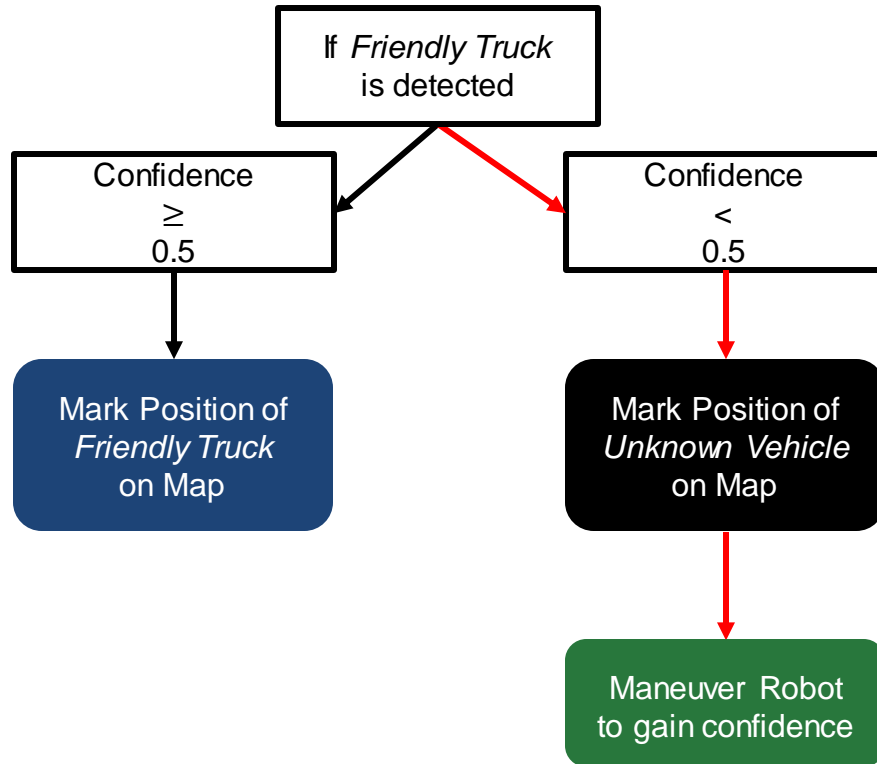 If Friendly Truck
is detected
Confidence
≥
0.5
Confidence
<
0.5
Mark Position of
Friendly Truck
on Map
Mark Position of
Unknown Vehicle
on Map
Maneuver Robot
to gain confidence